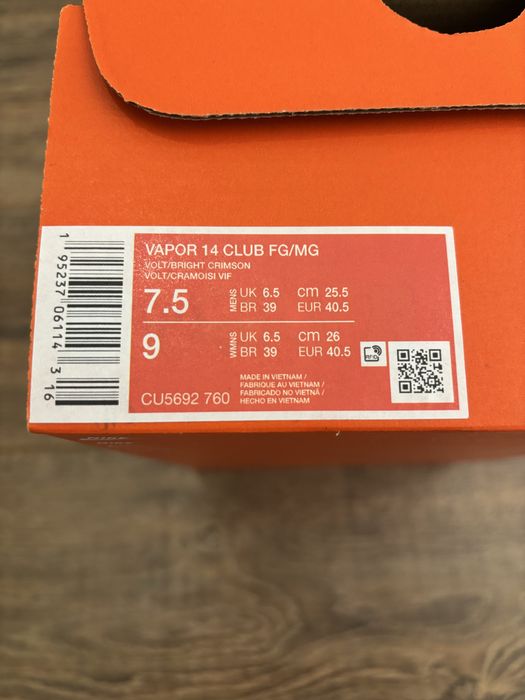 VAPOR 14 CLUB FG/MG
VOLT/BRIGHT CRIMSON
VOLT/CRAMOISI VIF
7.5 MENS UK 6.5 cm 25.5
BR 39 EUR 40.5
9 WMNS UK 6.5 cm 26
BR 39 EUR 40.5
RFID
MADE IN VIETNAM /
FABRIQUE AU VIETNAM /
FABRICADO NO VIETNÃ /
HECHO EN VIETNAM
CU5692 760
1 95237 06114 3 16